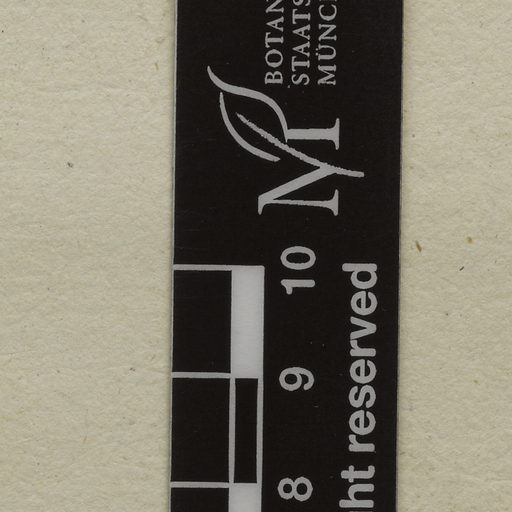 BOTAN
STAATS
MÜNC
M
10
9
8
ht reserved